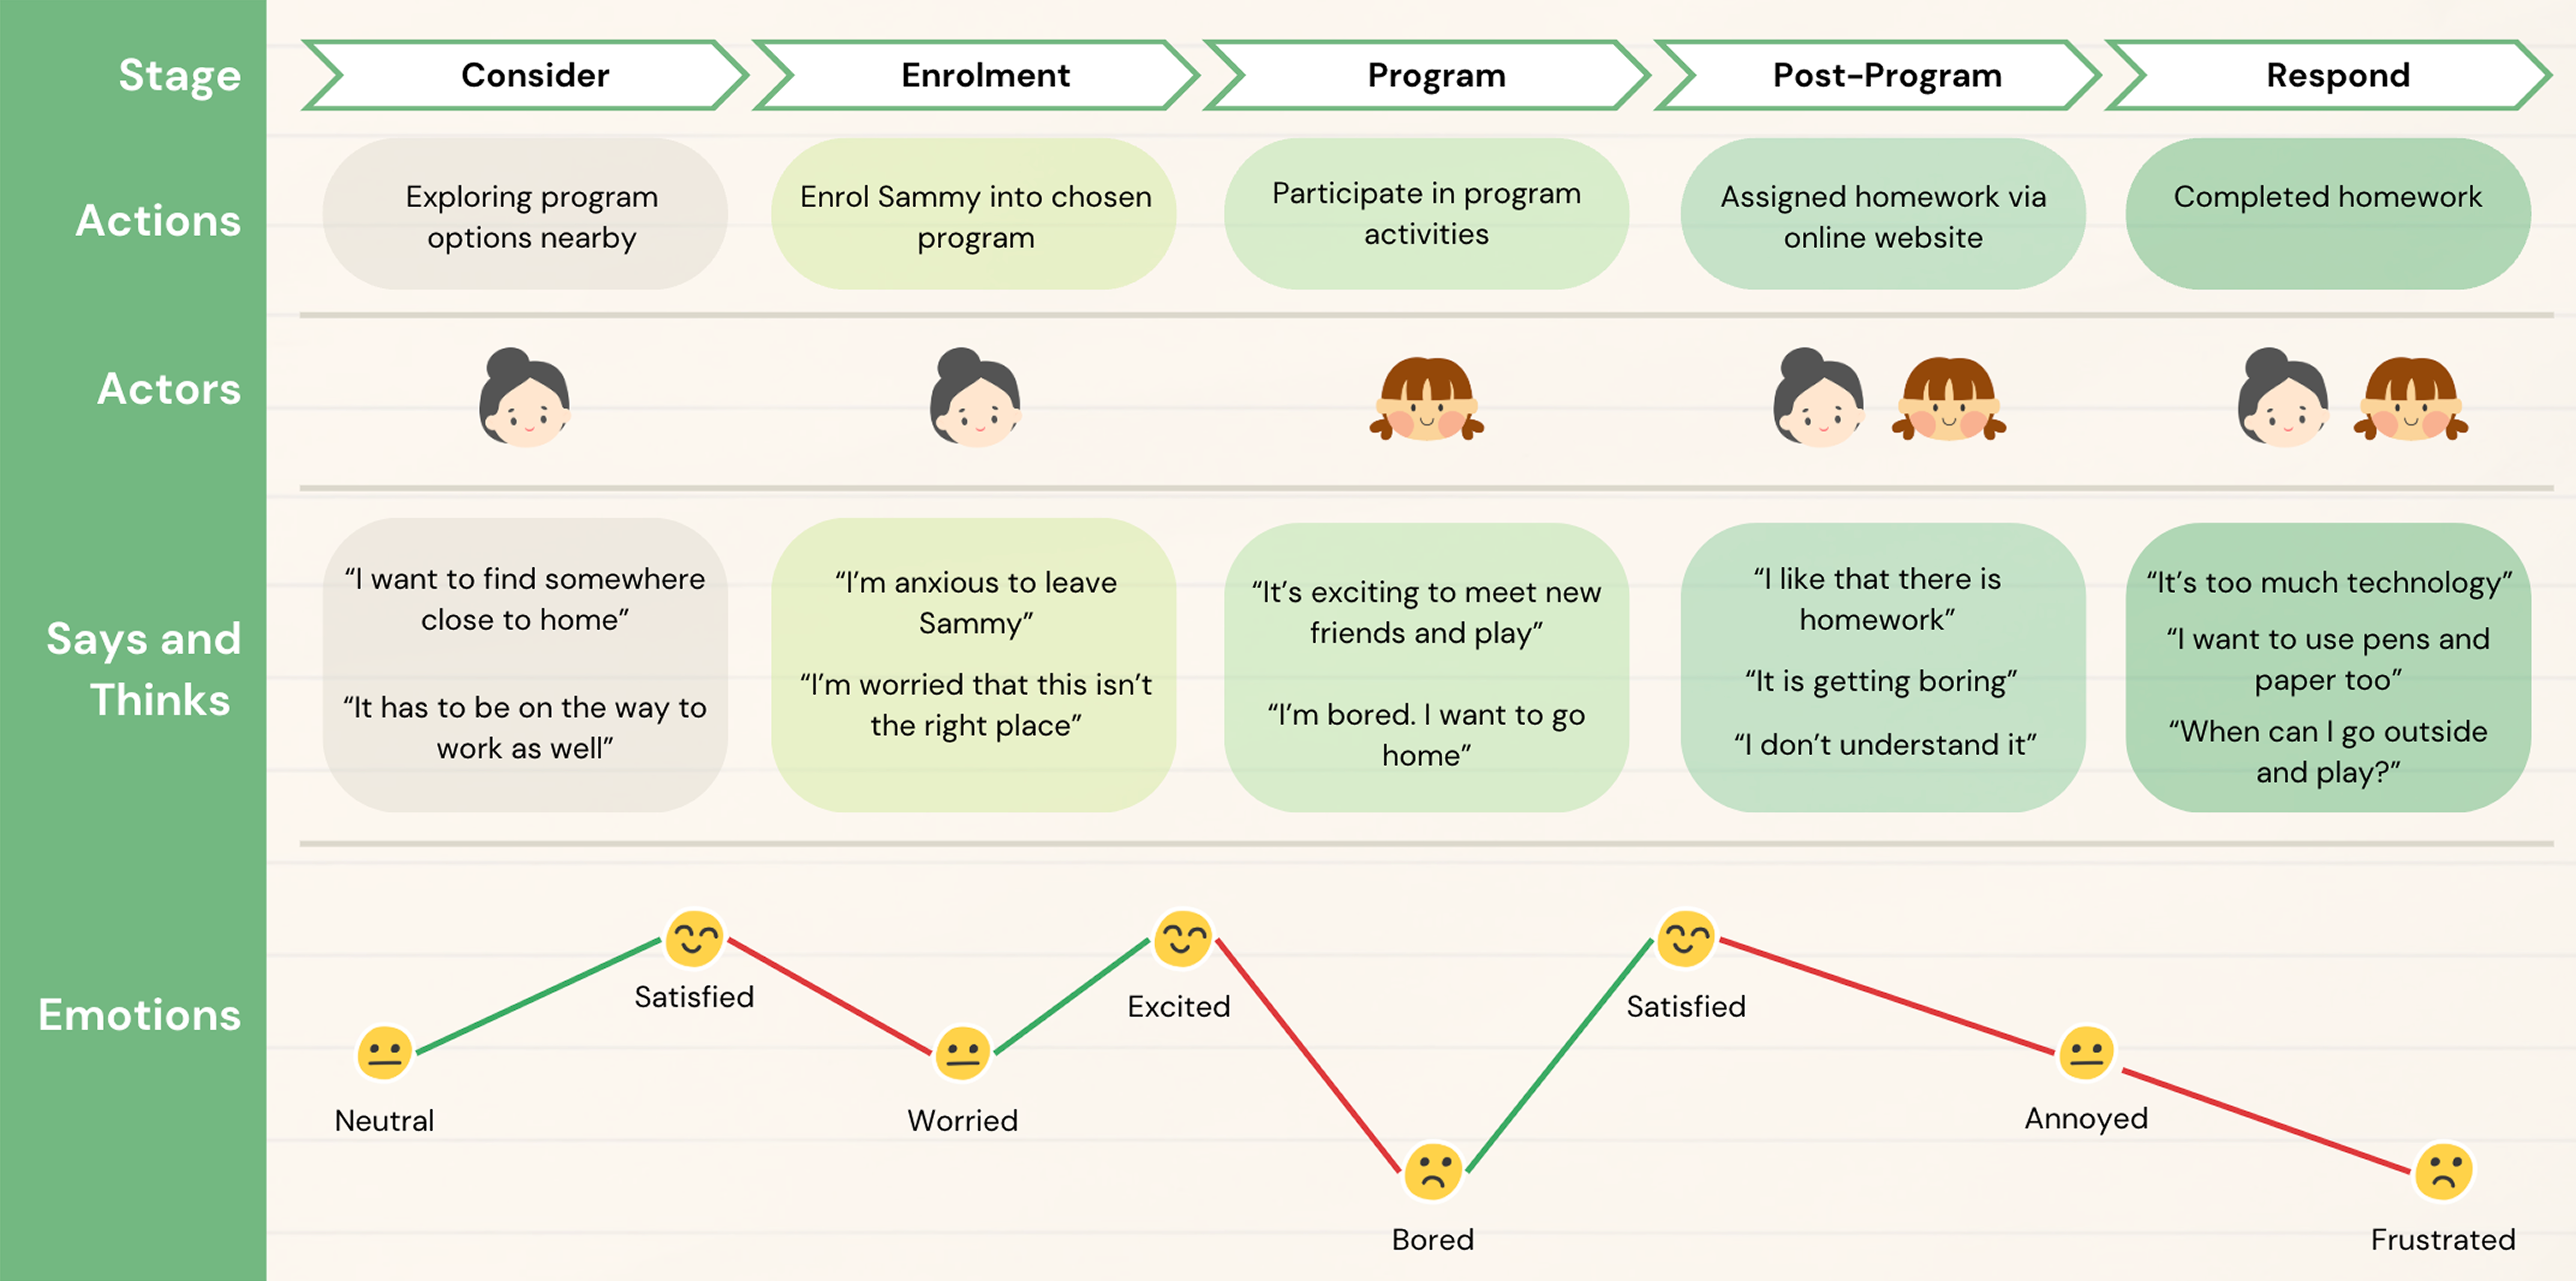 Stage
Consider
Enrolment
Program
Post-Program
Respond
Actions
Exploring program
options nearby
Enrol Sammy into chosen
program
Participate in program
activities
Assigned homework via
online website
Completed homework
Actors
Says and
Thinks
“I want to find somewhere
close to home”
“It has to be on the way to
work as well”
“I’m anxious to leave
Sammy”
“I’m worried that this isn’t
the right place”
“It’s exciting to meet new
friends and play”
“I’m bored. I want to go
home”
“I like that there is
homework”
“It is getting boring”
“I don’t understand it”
“It’s too much technology”
“I want to use pens and
paper too”
“When can I go outside
and play?”
Emotions
Neutral
Satisfied
Worried
Excited
Bored
Satisfied
Annoyed
Frustrated